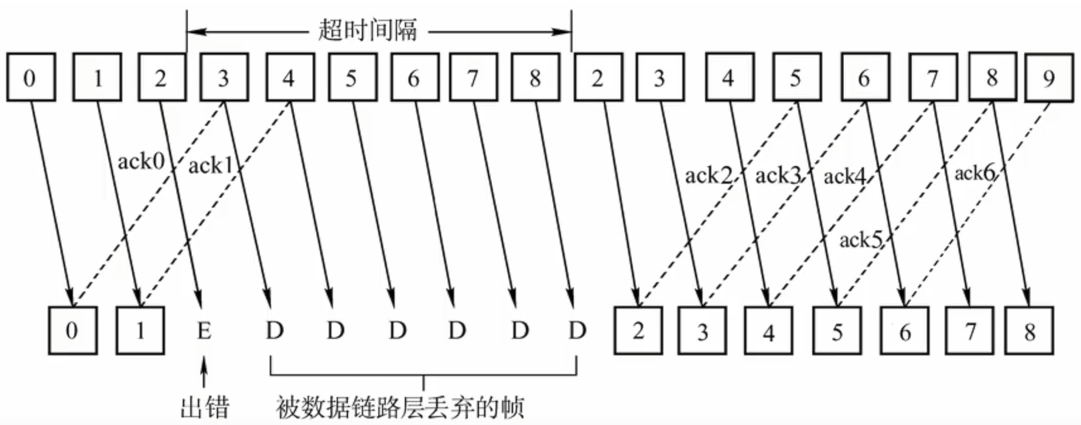 超时间隔
0 1 2 3 4 5 6 7 8 2 3 4 5 6 7 8 9
ack0 ack1 ack2 ack3 ack4 ack6
ack5
0 1 E D D D D D D 2 3 4 5 6 7 8
出错 被数据链路层丢弃的帧